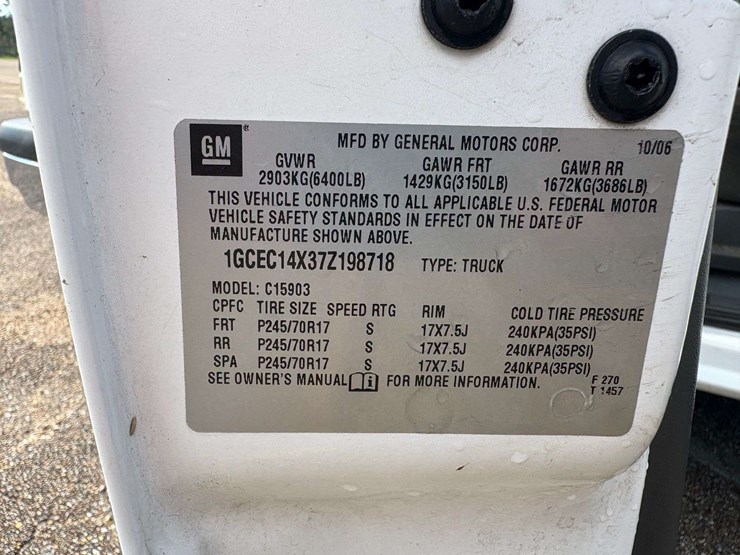 GM
MFD BY GENERAL MOTORS CORP. 10/06
GVWR GAWR FRT GAWR RR
2903KG(6400LB) 1429KG(3150LB) 1672KG(3686LB)
THIS VEHICLE CONFORMS TO ALL APPLICABLE U.S. FEDERAL MOTOR
VEHICLE SAFETY STANDARDS IN EFFECT ON THE DATE OF
MANUFACTURE SHOWN ABOVE.
1GCEC14X37Z198718 TYPE: TRUCK
MODEL: C15903
CPFC TIRE SIZE SPEED RTG RIM COLD TIRE PRESSURE
FRT P245/70R17 S 17X7.5J 240KPA(35PSI)
RR P245/70R17 S 17X7.5J 240KPA(35PSI)
SPA P245/70R17 S 17X7.5J 240KPA(35PSI)
SEE OWNER'S MANUAL i FOR MORE INFORMATION.
F 270
T 1457